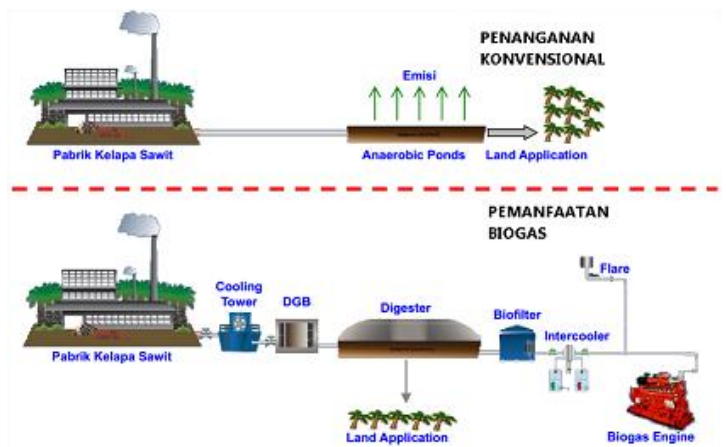 PENANGANAN
KONVENSIONAL
Emisi
Pabrik Kelapa Sawit
Anaerobic Ponds
Land Application
PEMANFAATAN
BIOGAS
Flare
Cooling
Tower
DGB
Digester
Biofilter
Intercooler
Pabrik Kelapa Sawit
Land Application
Biogas Engine